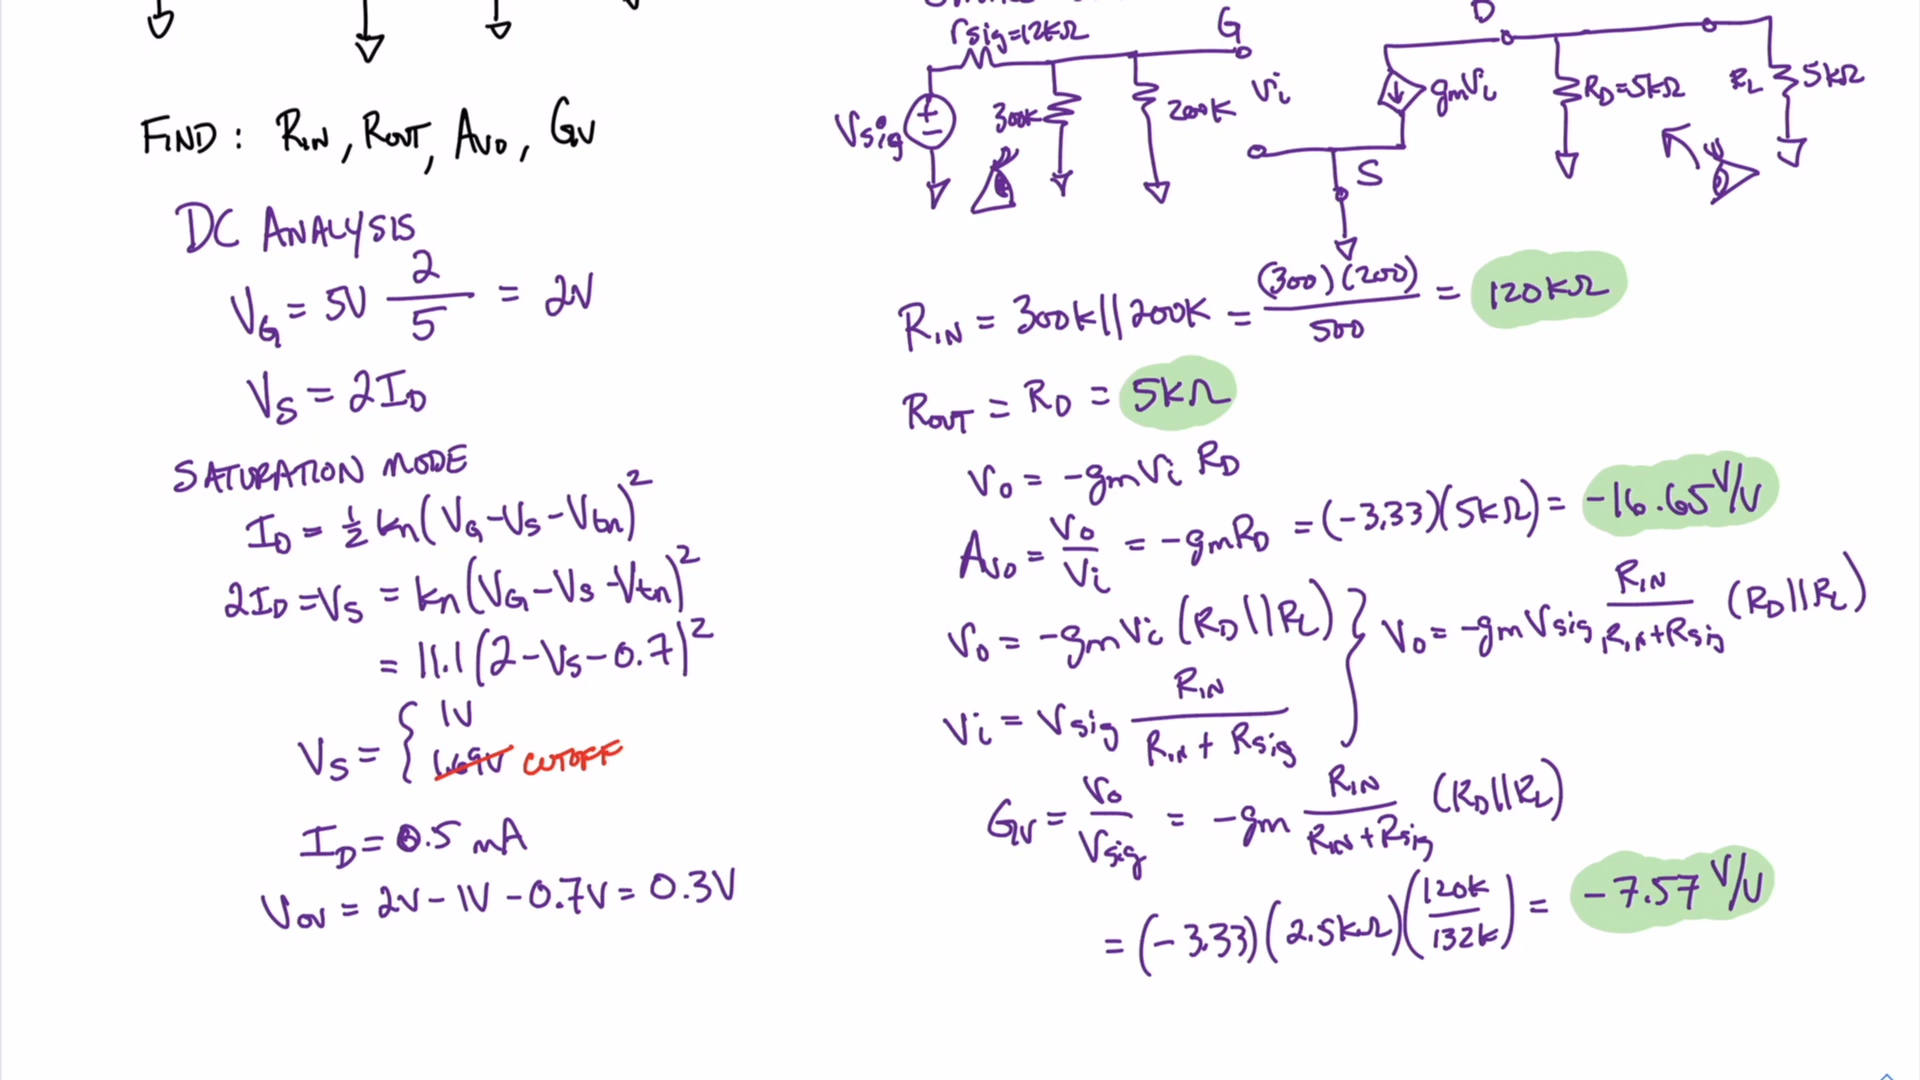 FIND: RIN, ROUT, AVO, GV
DC ANALYSIS
VG = 5V 2/5 = 2V
VS = 2ID
SATURATION MODE
ID = 1/2 kn(VG-VS-Vtn)²
2ID = VS = kn(VG-VS-Vtn)²
= 11.1(2-VS-0.7)²
VS = { 1V
1.69V CUTOFF
ID = 0.5 mA
VOV = 2V - 1V - 0.7V = 0.3V
rsig=12kΩ
G
D
Vsig
+
−
300k
200k
Vi
gmVi
RD=5kΩ
RL
5kΩ
S
RIN = 300k||200k = (300)(200)/500 = 120kΩ
ROUT = RD = 5kΩ
Vo = -gmVi RD
AVO = Vo/Vi = -gmRD = (-3.33)(5kΩ) = -16.65 V/V
Vo = -gmVi (RD||RL) } Vo = -gmVsig RIN/RIN+Rsig (RD||RL)
Vi = Vsig RIN/RIN+Rsig
GV = Vo/Vsig = -gm RIN/RIN+Rsig (RD||RL)
= (-3.33)(2.5kΩ)(120k/132k) = -7.57 V/V